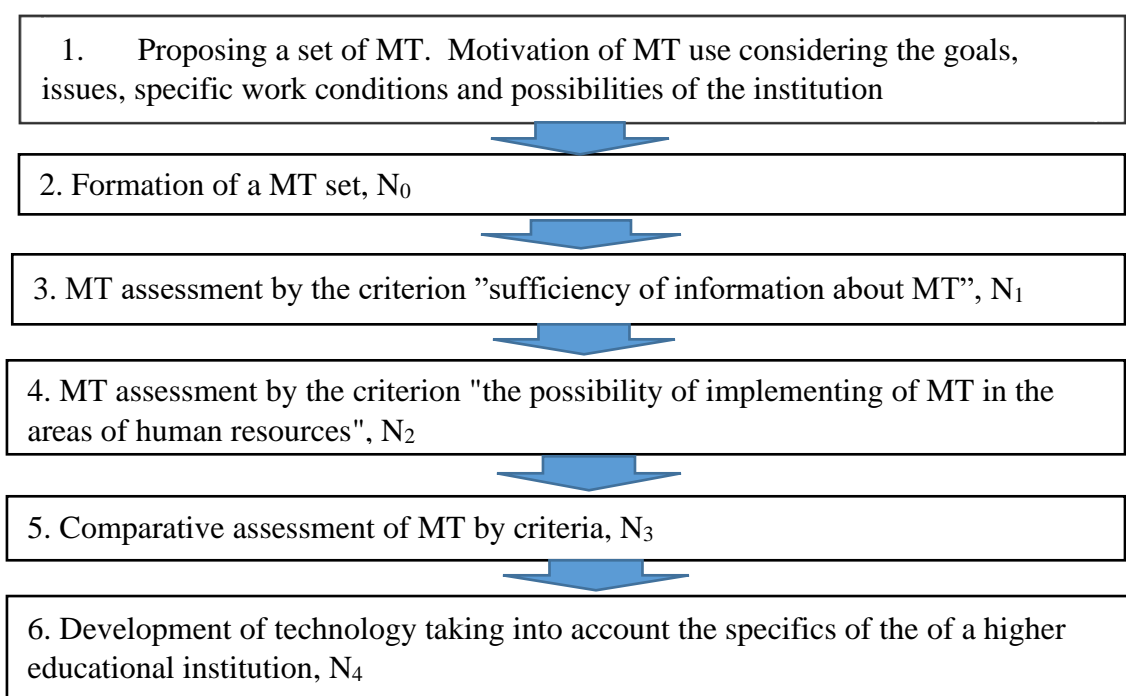 1. Proposing a set of MT. Motivation of MT use considering the goals,
issues, specific work conditions and possibilities of the institution
2. Formation of a MT set, N₀
3. MT assessment by the criterion ”sufficiency of information about MT”, N₁
4. MT assessment by the criterion "the possibility of implementing of MT in the
areas of human resources", N₂
5. Comparative assessment of MT by criteria, N₃
6. Development of technology taking into account the specifics of the of a higher
educational institution, N₄